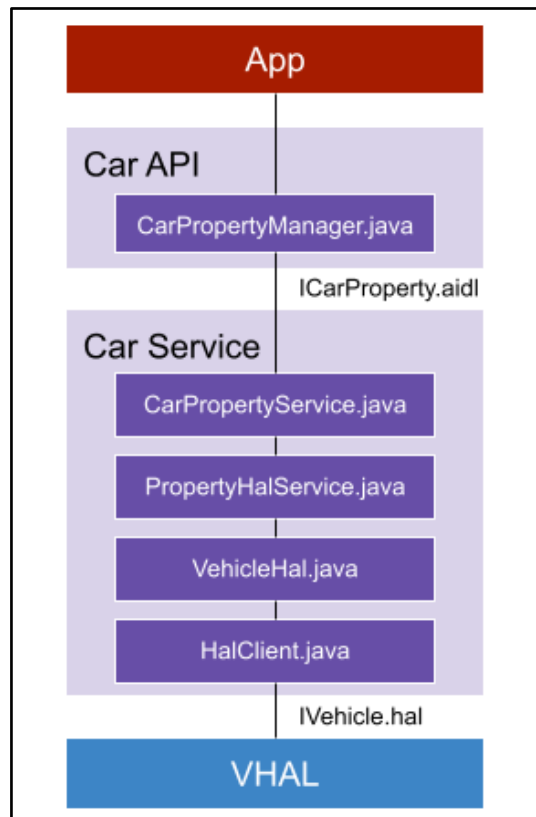 App
Car API
CarPropertyManager.java
ICarProperty.aidl
Car Service
CarPropertyService.java
PropertyHalService.java
VehicleHal.java
HalClient.java
IVehicle.hal
VHAL